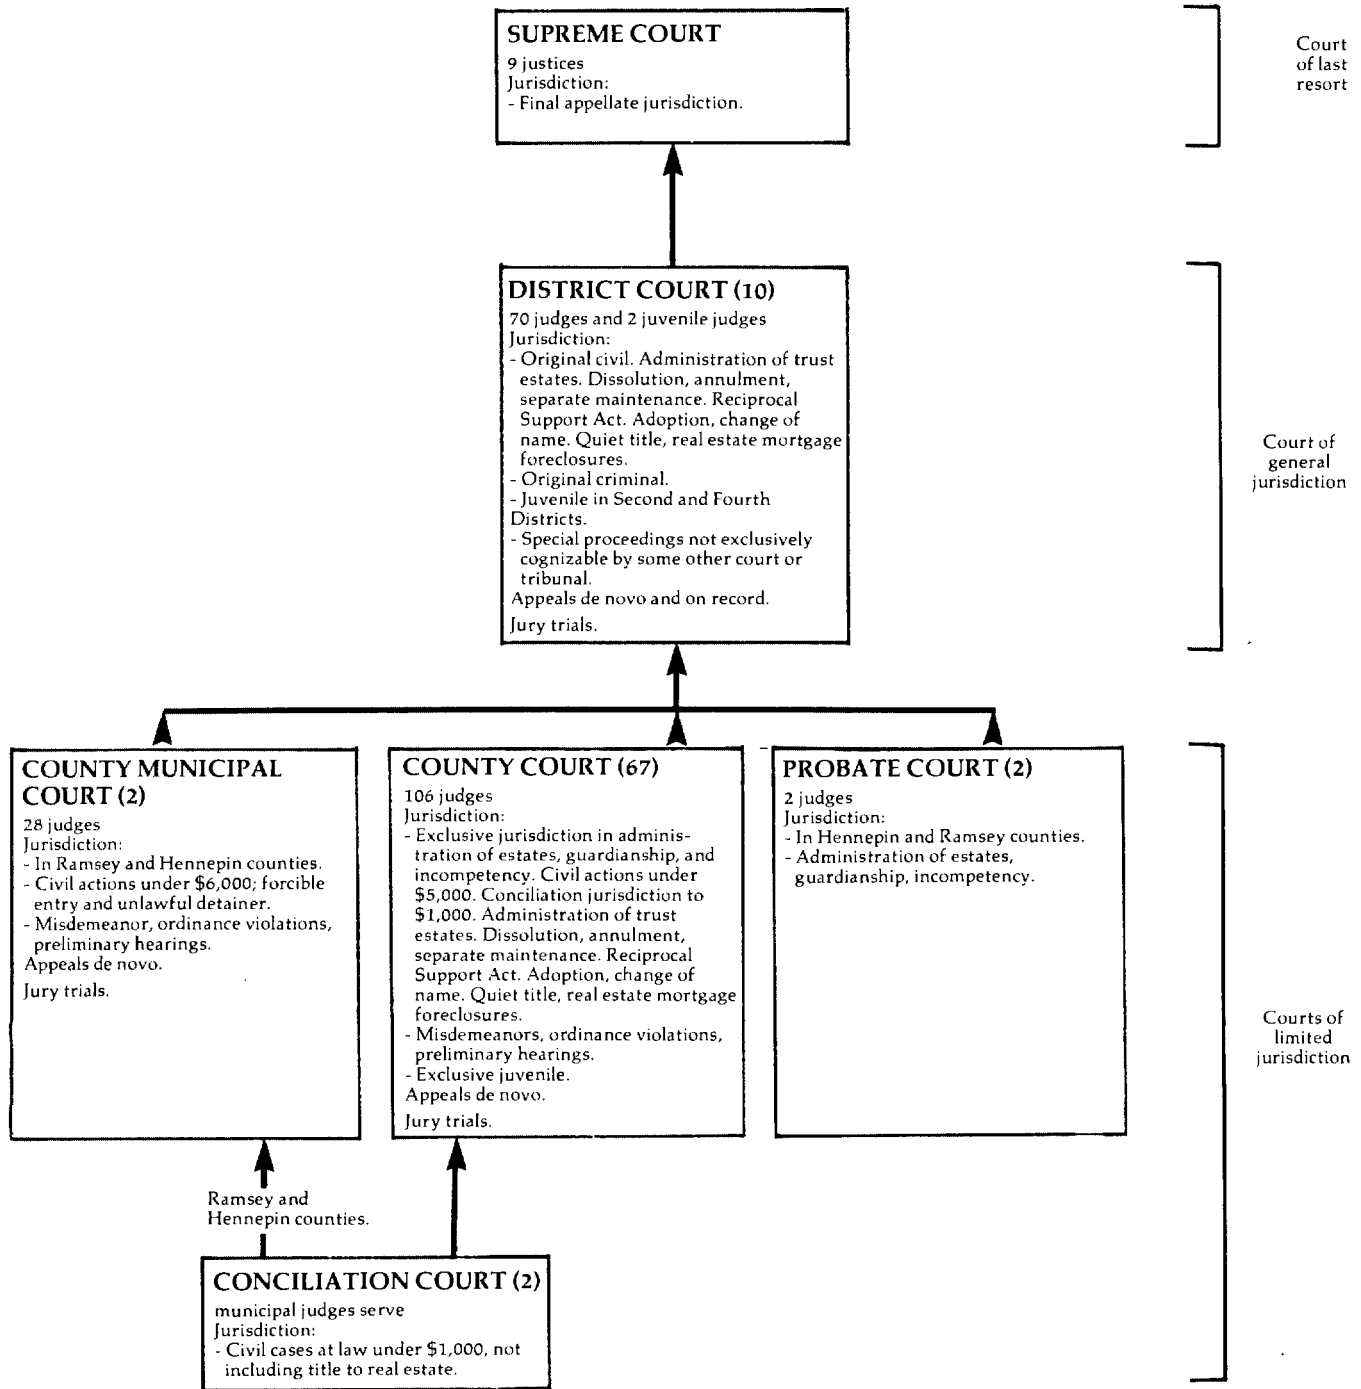 SUPREME COURT
9 justices
Jurisdiction:
- Final appellate jurisdiction.
Court
of last
resort
DISTRICT COURT (10)
70 judges and 2 juvenile judges
Jurisdiction:
- Original civil. Administration of trust
estates. Dissolution, annulment,
separate maintenance. Reciprocal
Support Act. Adoption, change of
name. Quiet title, real estate mortgage
foreclosures.
- Original criminal.
- Juvenile in Second and Fourth
Districts.
- Special proceedings not exclusively
cognizable by some other court or
tribunal.
Appeals de novo and on record.
Jury trials.
Court of
general
jurisdiction
COUNTY MUNICIPAL
COURT (2)
28 judges
Jurisdiction:
- In Ramsey and Hennepin counties.
- Civil actions under $6,000; forcible
entry and unlawful detainer.
- Misdemeanor, ordinance violations,
preliminary hearings.
Appeals de novo.
Jury trials.
COUNTY COURT (67)
106 judges
Jurisdiction:
- Exclusive jurisdiction in adminis-
tration of estates, guardianship, and
incompetency. Civil actions under
$5,000. Conciliation jurisdiction to
$1,000. Administration of trust
estates. Dissolution, annulment,
separate maintenance. Reciprocal
Support Act. Adoption, change of
name. Quiet title, real estate mortgage
foreclosures.
- Misdemeanors, ordinance violations,
preliminary hearings.
- Exclusive juvenile.
Appeals de novo.
Jury trials.
PROBATE COURT (2)
2 judges
Jurisdiction:
- In Hennepin and Ramsey counties.
- Administration of estates,
guardianship, incompetency.
Courts of
limited
jurisdiction
Ramsey and
Hennepin counties.
CONCILIATION COURT (2)
municipal judges serve
Jurisdiction:
- Civil cases at law under $1,000, not
including title to real estate.